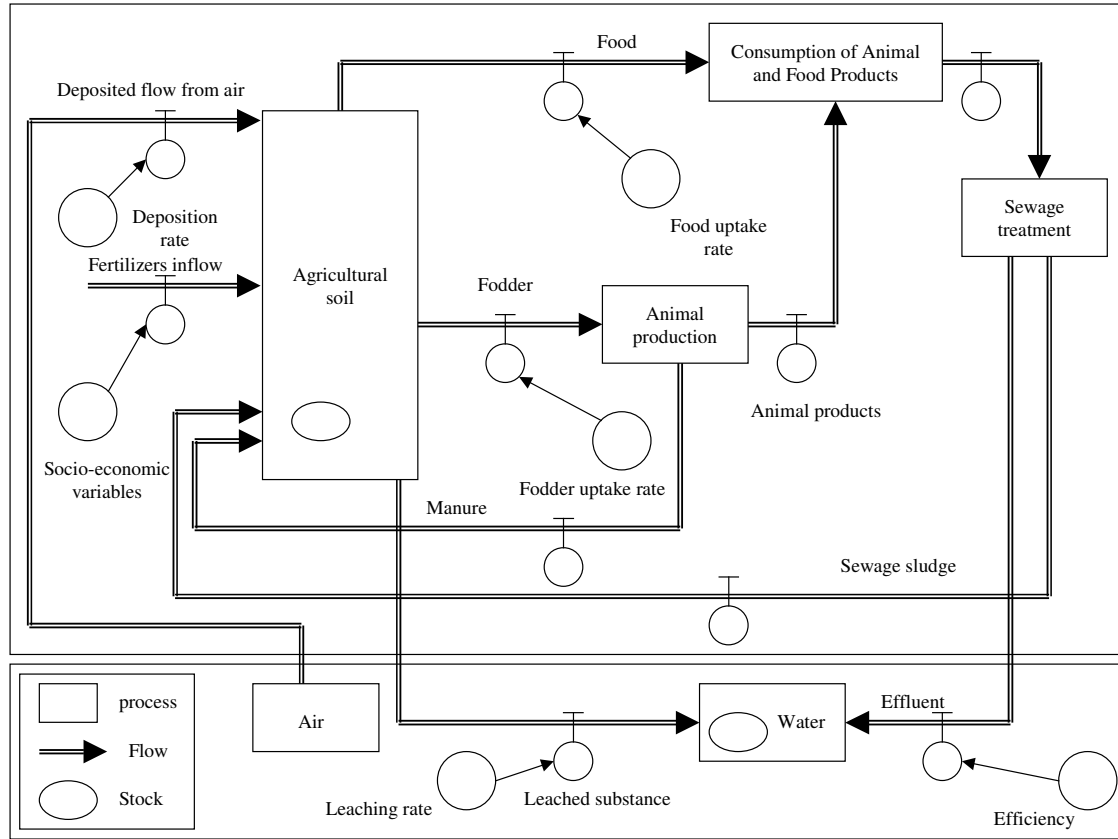 Food
Consumption of Animal
and Food Products
Deposited flow from air
Deposition
rate
Food uptake
rate
Sewage
treatment
Fertilizers inflow
Agricultural
soil
Fodder
Animal
production
Animal products
Socio-economic
variables
Fodder uptake rate
Manure
Sewage sludge
process
Flow
Stock
Air
Effluent
Water
Leaching rate
Leached substance
Efficiency